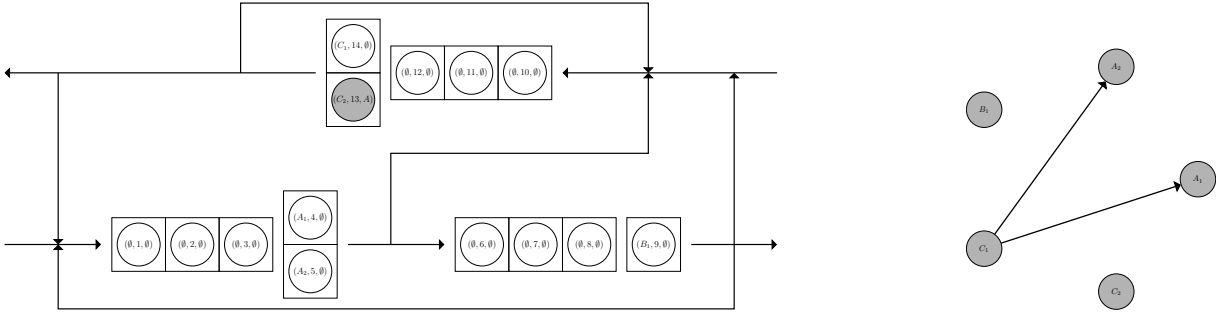 (C₁, 14, ∅)
(∅, 12, ∅) (∅, 11, ∅) (∅, 10, ∅)
(C₂, 13, A)
(∅, 1, ∅) (∅, 2, ∅) (∅, 3, ∅)
(A₁, 4, ∅)
(A₂, 5, ∅)
(∅, 6, ∅) (∅, 7, ∅) (∅, 8, ∅) (B₁, 9, ∅)
A₂
B₁
A₁
C₁
C₂